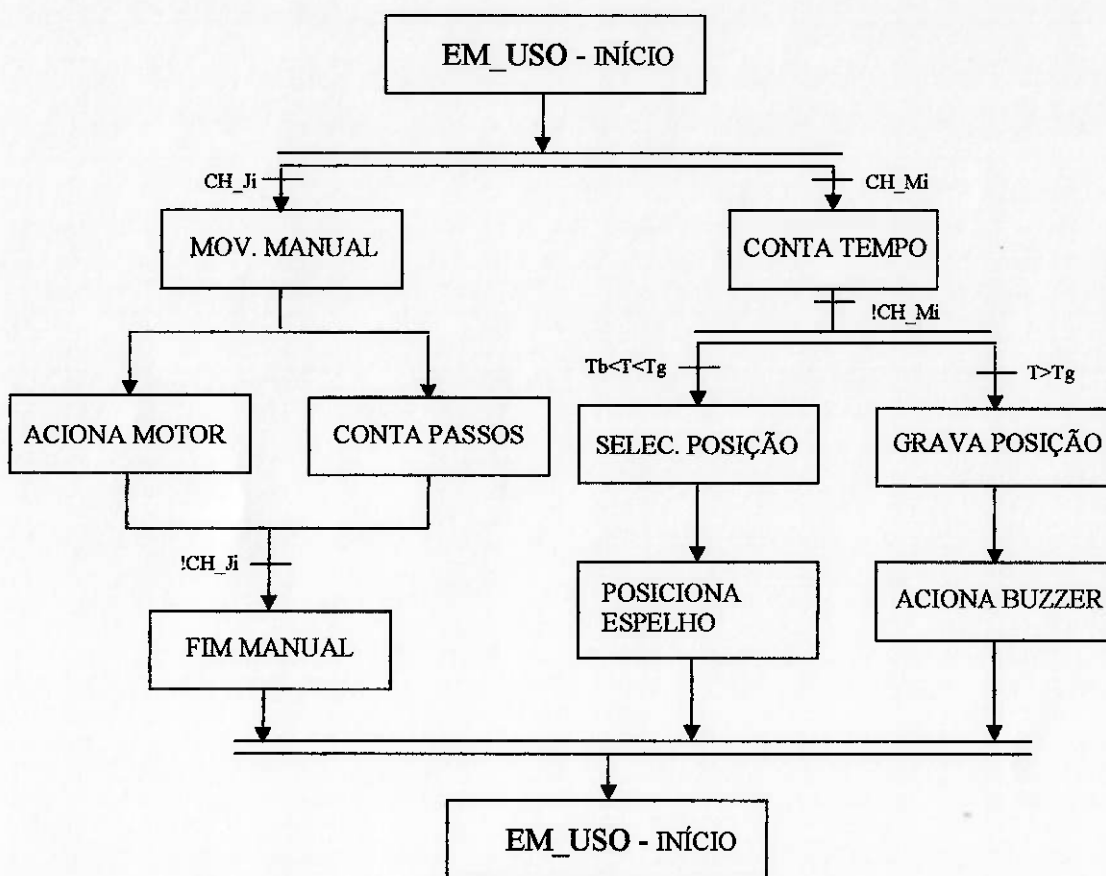 EM_USO - INÍCIO
CH_Ji
CH_Mi
MOV. MANUAL
CONTA TEMPO
!CH_Mi
Tb<T<Tg
T>Tg
ACIONA MOTOR
CONTA PASSOS
SELEC. POSIÇÃO
GRAVA POSIÇÃO
!CH_Ji
FIM MANUAL
POSICIONA
ESPELHO
ACIONA BUZZER
EM_USO - INÍCIO